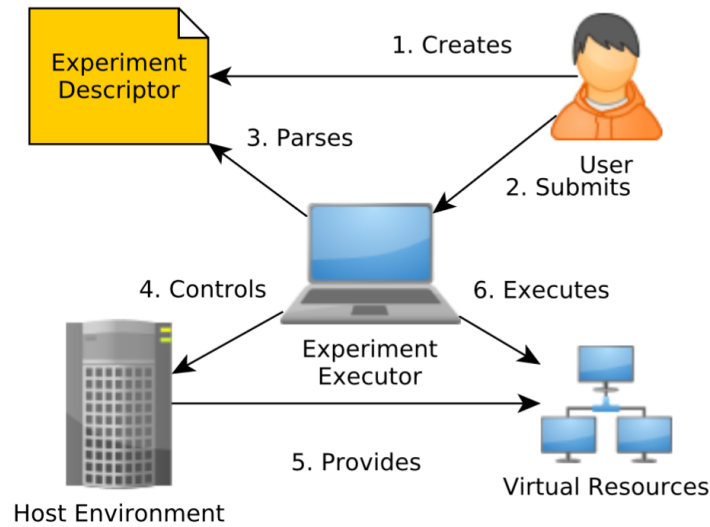 1. Creates
Experiment
Descriptor
3. Parses
User
2. Submits
4. Controls
6. Executes
Experiment
Executor
5. Provides
Virtual Resources
Host Environment